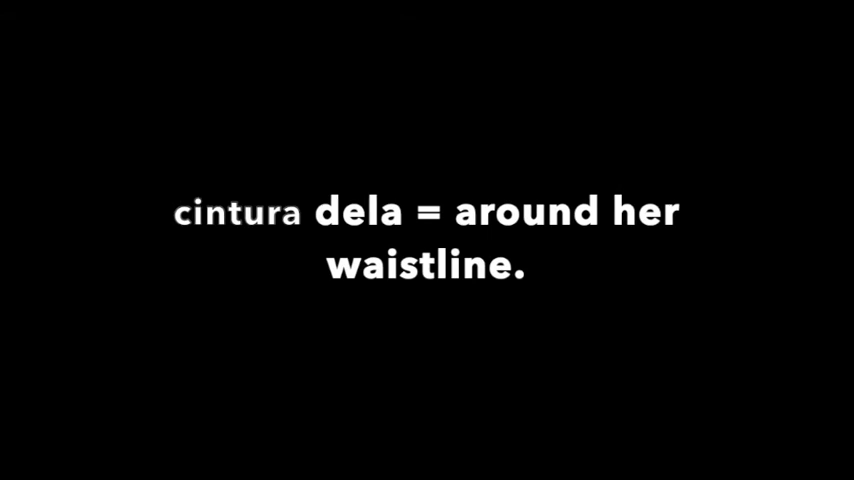 cintura dela = around her
waistline.